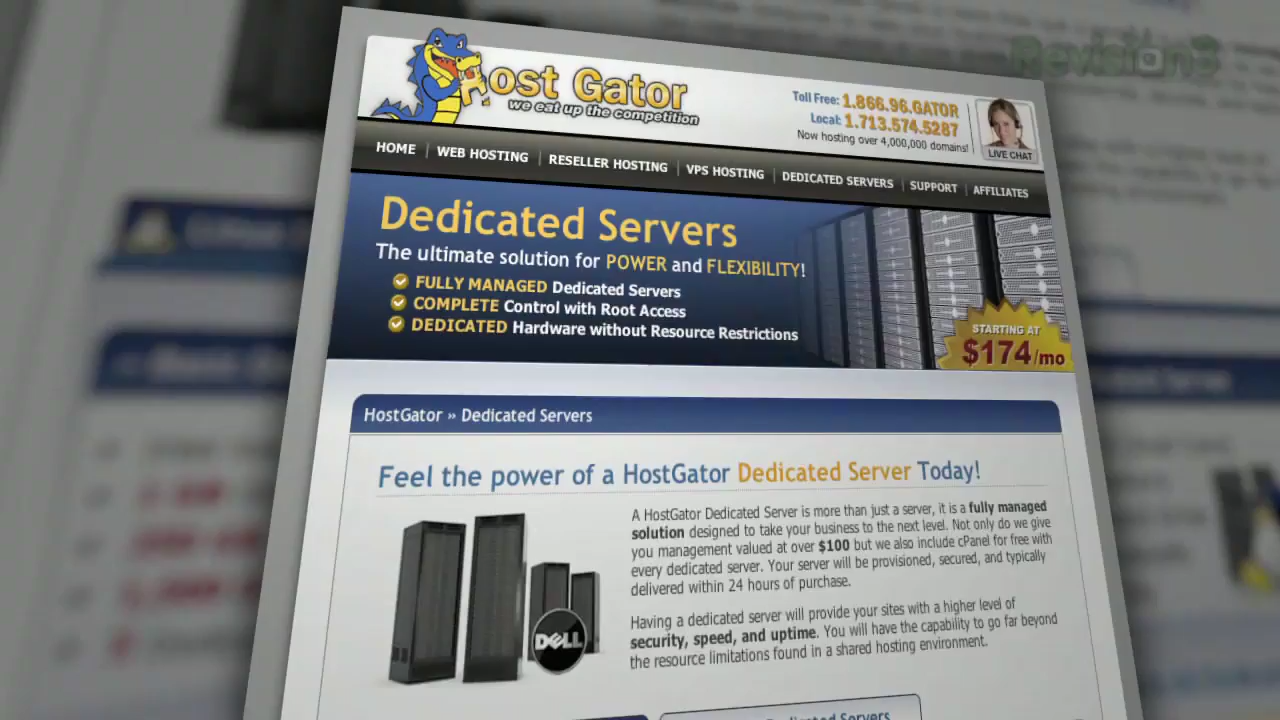 Revision3
Host Gator
we eat up the competition
Toll Free: 1.866.96.GATOR
Local: 1.713.574.5287
Now hosting over 4,000,000 domains!
LIVE CHAT
HOME | WEB HOSTING | RESELLER HOSTING | VPS HOSTING | DEDICATED SERVERS | SUPPORT | AFFILIATES
Dedicated Servers
The ultimate solution for POWER and FLEXIBILITY!
FULLY MANAGED Dedicated Servers
COMPLETE Control with Root Access
DEDICATED Hardware without Resource Restrictions
STARTING AT
$174/mo
HostGator » Dedicated Servers
Feel the power of a HostGator Dedicated Server Today!
A HostGator Dedicated Server is more than just a server, it is a fully managed
solution designed to take your business to the next level. Not only do we give
you management valued at over $100 but we also include cPanel for free with
every dedicated server. Your server will be provisioned, secured, and typically
delivered within 24 hours of purchase.
DELL
Having a dedicated server will provide your sites with a higher level of
security, speed, and uptime. You will have the capability to go far beyond
the resource limitations found in a shared hosting environment.
Dedicated Servers